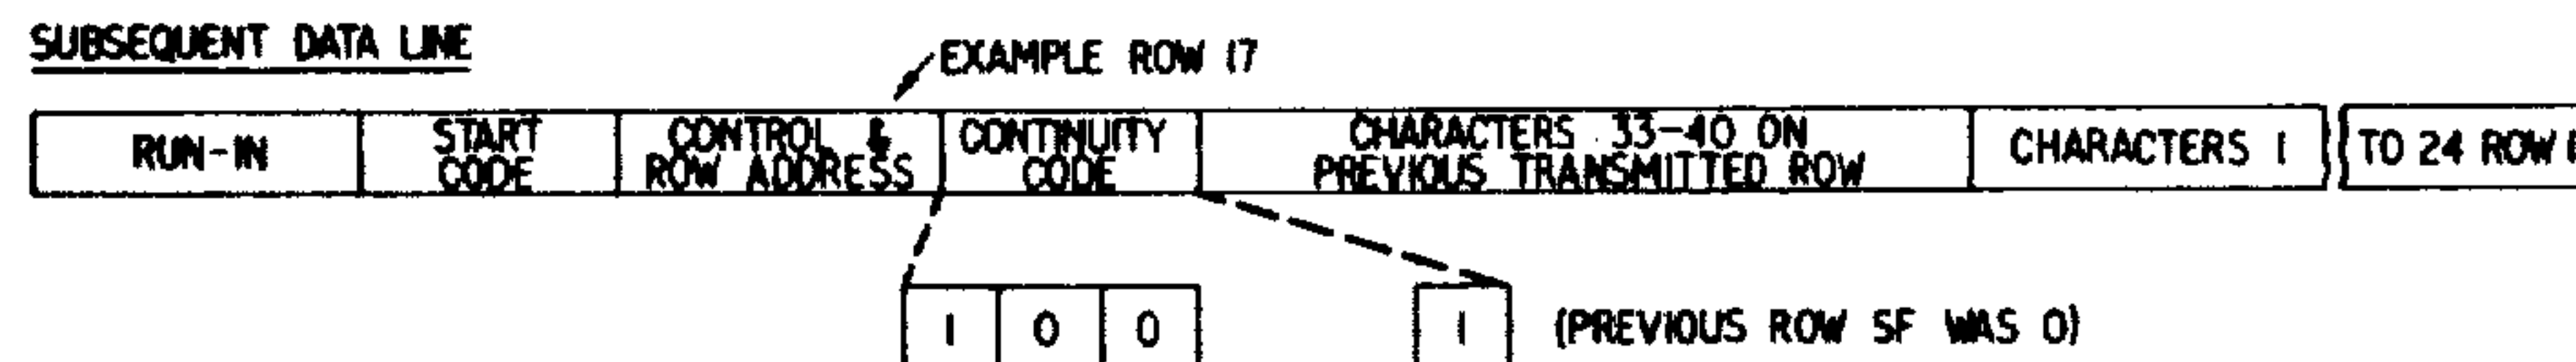 SUBSEQUENT DATA LINE
EXAMPLE ROW 17
RUN-IN
START
CODE
CONTROL &
ROW ADDRESS
CONTINUITY
CODE
CHARACTERS 33-40 ON
PREVIOUS TRANSMITTED ROW
CHARACTERS 1
TO 24 ROW
1 0 0 1 (PREVIOUS ROW SF WAS 0)